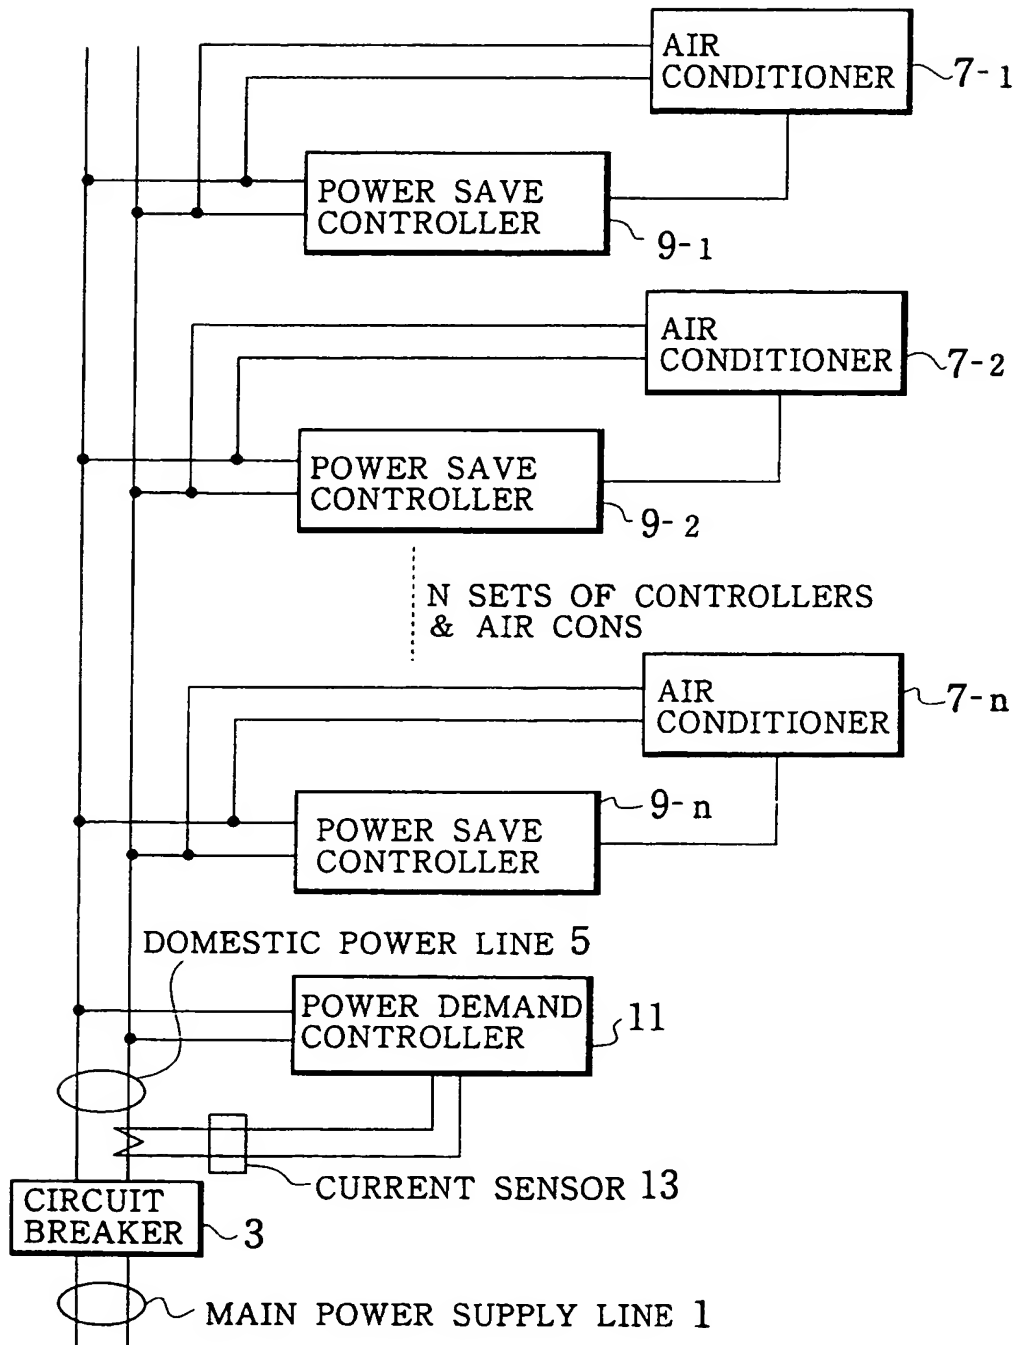 AIR
CONDITIONER
7-1
POWER SAVE
CONTROLLER
9-1
AIR
CONDITIONER
7-2
POWER SAVE
CONTROLLER
9-2
N SETS OF CONTROLLERS
& AIR CONS
AIR
CONDITIONER
7-n
9-n
POWER SAVE
CONTROLLER
DOMESTIC POWER LINE 5
POWER DEMAND
CONTROLLER
11
CURRENT SENSOR 13
CIRCUIT
BREAKER
3
MAIN POWER SUPPLY LINE 1